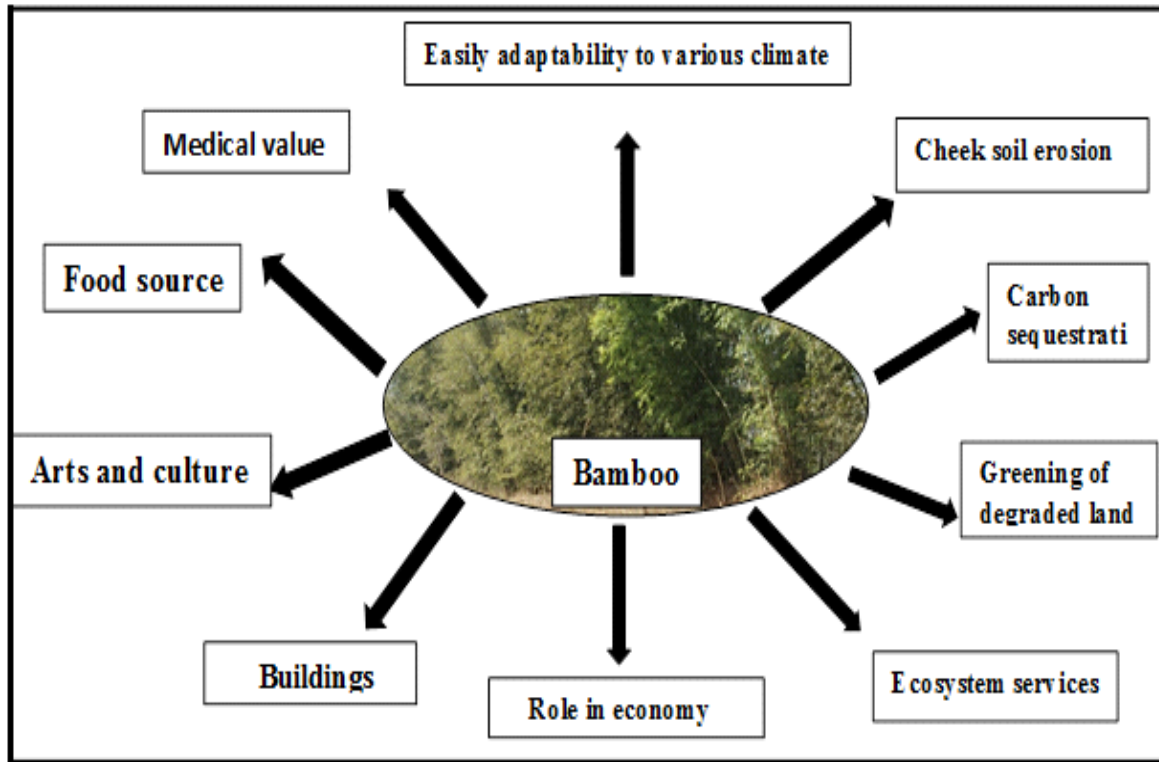 Easily adaptability to various climate
Medical value
Cheek soil erosion
Food source
Carbon
sequestrati
Arts and culture
Bamboo
Greening of
degraded land
Buildings
Role in economy
Ecosystem services